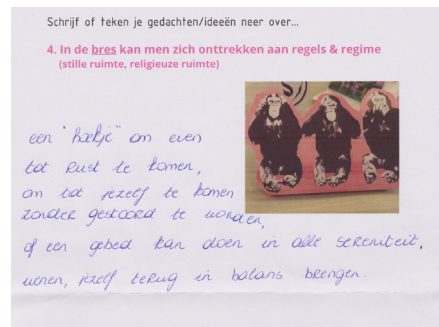 Schrijf of teken je gedachten/ideeën neer over...
4. In de bres kan men zich onttrekken aan regels & regime
(stille ruimte, religieuze ruimte)
een "hoekje" om even
tot rust te komen,
om tot jezelf te komen
zonder gestoord te worden,
of een gebed kan doen in alle sereniteit,
wenen, jezelf terug in balans brengen.